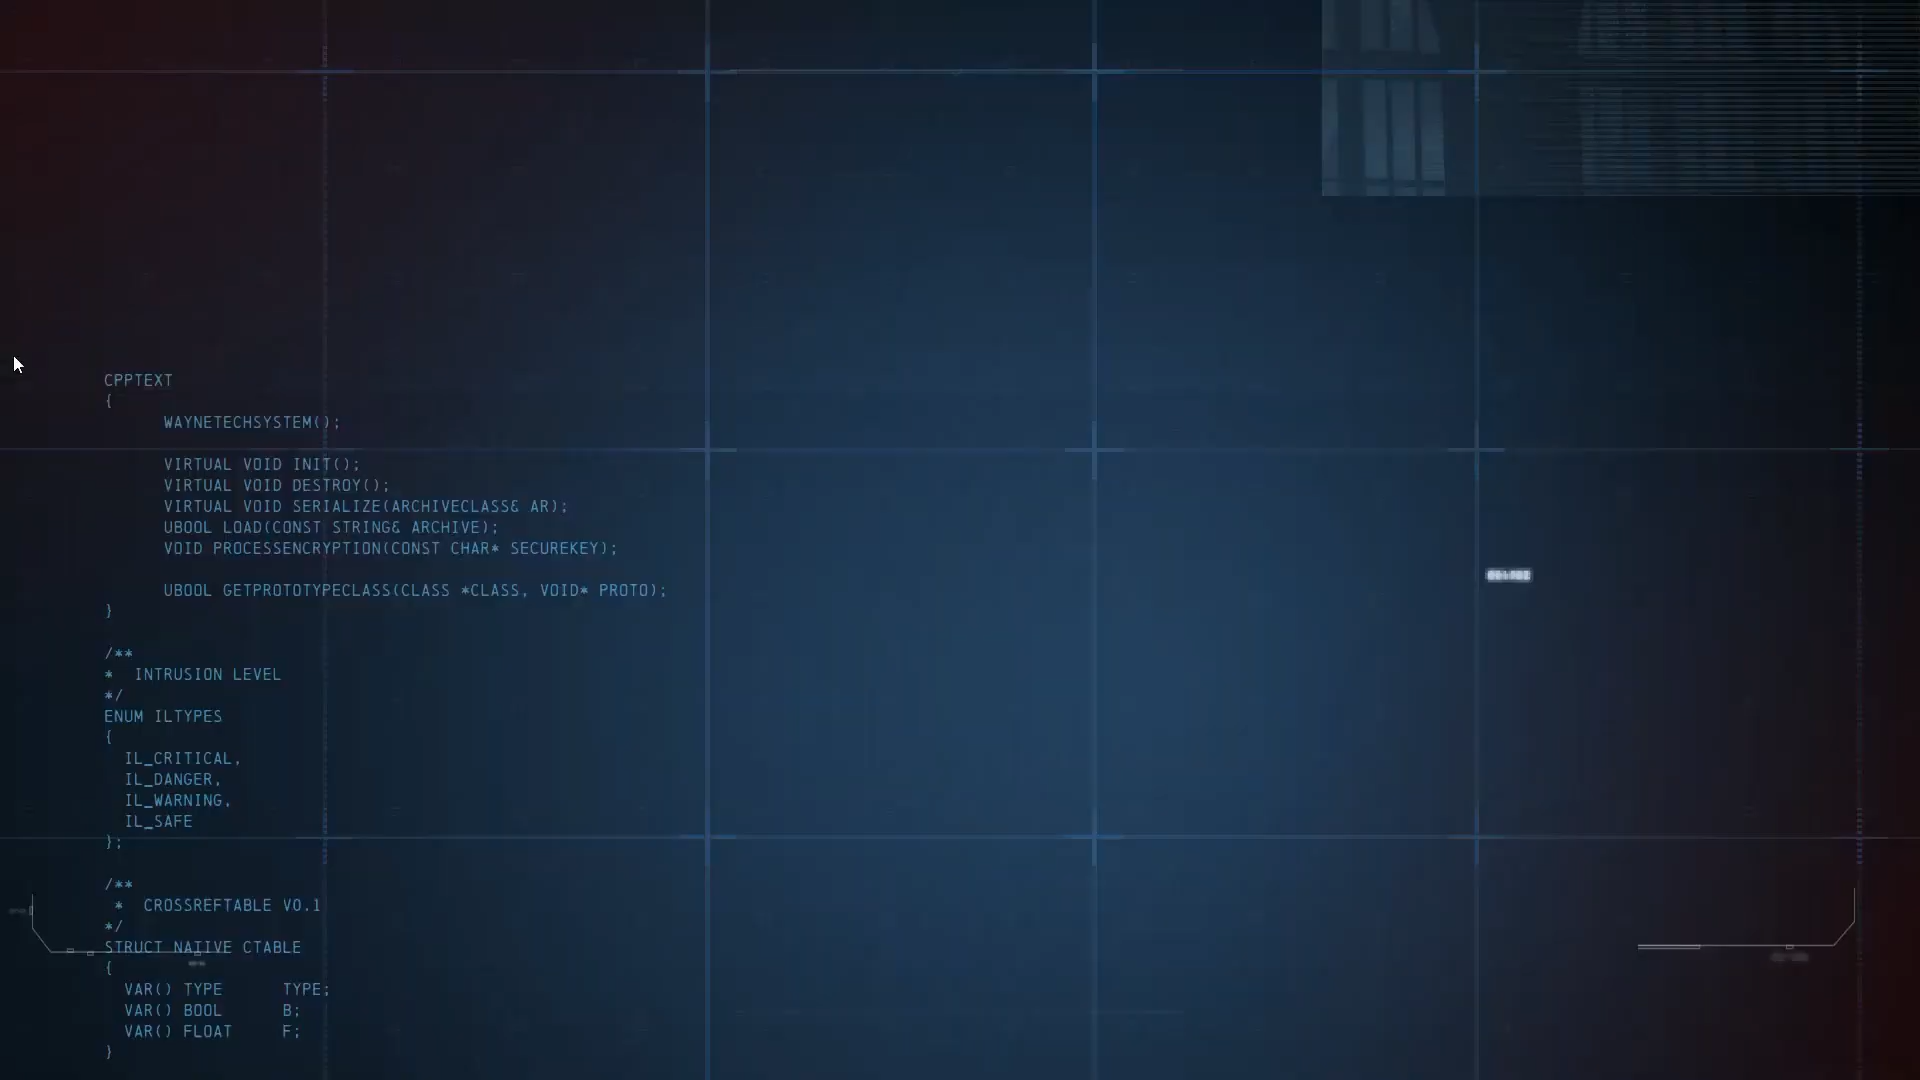 CPPTEXT
{
WAYNETECHSYSTEM();
VIRTUAL VOID INIT();
VIRTUAL VOID DESTROY();
VIRTUAL VOID SERIALIZE(ARCHIVECLASS& AR);
UBOOL LOAD(CONST STRING& ARCHIVE);
VOID PROCESSENCRYPTION(CONST CHAR* SECUREKEY);
UBOOL GETPROTOTYPECLASS(CLASS *CLASS, VOID* PROTO);
}
/**
* INTRUSION LEVEL
*/
ENUM ILTYPES
{
IL_CRITICAL,
IL_DANGER,
IL_WARNING,
IL_SAFE
};
/**
* CROSSREFTABLE V0.1
*/
STRUCT NATIVE CTABLE
{
VAR() TYPE TYPE;
VAR() BOOL B;
VAR() FLOAT F;
}